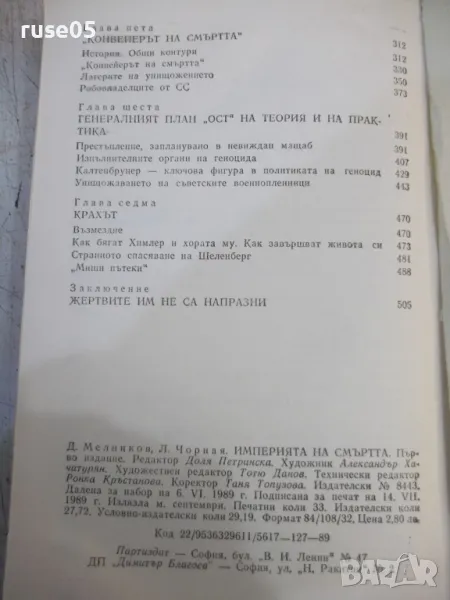 ruse05
Глава пета
„КОНВЕЙЕРЪТ НА СМЪРТТА“ 312
История. Общи контури 312
„Конвейерът на смъртта“ 330
Лагерите на унищожението 350
Робовладелците от СС 373
Глава шеста
ГЕНЕРАЛНИЯТ ПЛАН „ОСТ“ НА ТЕОРИЯ И НА ПРАК-
ТИКА 391
Престъпление, запланувано в невиждан мащаб 391
Изпълнителните органи на геноцида 407
Калтенбрунер — ключова фигура в политиката на геноцид 429
Унищожаването на съветските военнопленници 443
Глава седма
КРАХЪТ 470
Възмездие 470
Как бягат Химлер и хората му. Как завършват живота си 473
Странното спасяване на Шеленберг 481
„Миши пътеки“ 488
Заключение
ЖЕРТВИТЕ ИМ НЕ СА НАПРАЗНИ 505
Д. Мелников, Л. Чорная. ИМПЕРИЯТА НА СМЪРТТА. Първо издание. Редактор Доля Петринска. Художник Александър Ха-
чатурян. Художествен редактор Тотю Данов. Технически редактор
Ронка Кръстанова. Коректор Таня Топузова. Издателски № 8443.
Дадена за набор на 6. VI. 1989 г. Подписана за печат на 14. VII.
1989 г. Излязла м. септември. Печатни коли 33. Издателски коли
27,72. Условно-издателски коли 29,19. Формат 84/108/32. Цена 2,80 лв.
Код 22/9536329611/5617—127—89
Партиздат — София, бул. „В. И. Ленин“ № 47
ДП „Димитър Благоев“ — София, ул. „Н. Ракитин“ № 2
bazar.bg